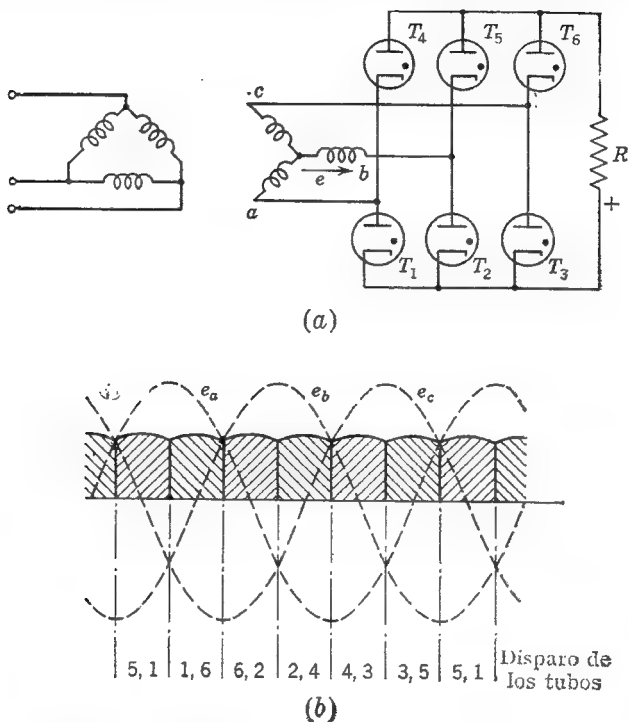 T4 T5 T6
c
e b
a
R
+
T1 T2 T3
(a)
ea eb ec
5, 1 1, 6 6, 2 2, 4 4, 3 3, 5 5, 1 Disparo de
los tubos
(b)